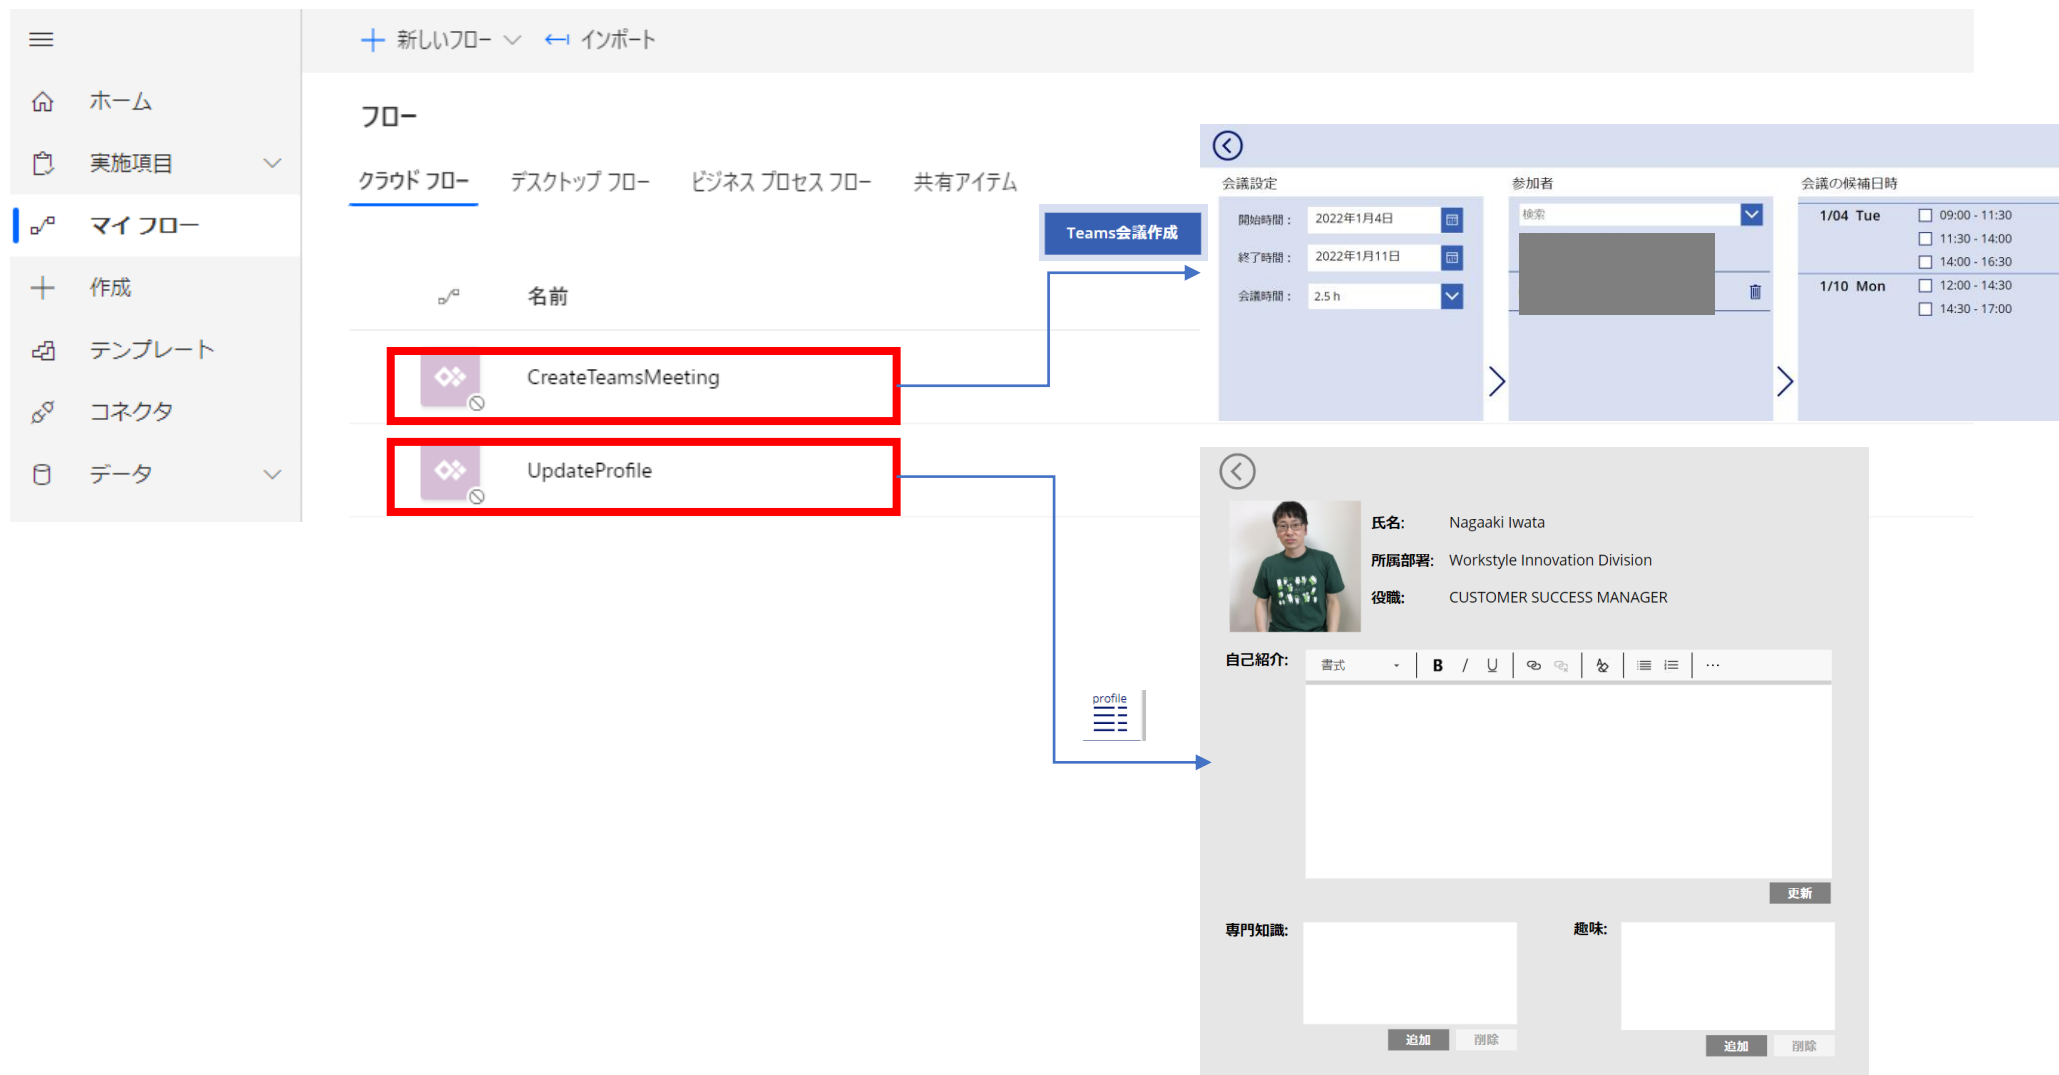 新しいフロー
インポート
ホーム
実施項目
マイ フロー
作成
テンプレート
コネクタ
データ
フロー
クラウド フロー
デスクトップ フロー
ビジネス プロセス フロー
共有アイテム
名前
CreateTeamsMeeting
UpdateProfile
Teams会議作成
会議設定
開始時間：
2022年1月4日
終了時間：
2022年1月11日
会議時間：
2.5 h
参加者
検索
会議の候補日時
1/04 Tue
09:00 - 11:30
11:30 - 14:00
14:00 - 16:30
1/10 Mon
12:00 - 14:30
14:30 - 17:00
profile
氏名:
Nagaaki Iwata
所属部署:
Workstyle Innovation Division
役職:
CUSTOMER SUCCESS MANAGER
自己紹介:
書式
B / U
更新
専門知識:
追加
削除
趣味:
追加
削除